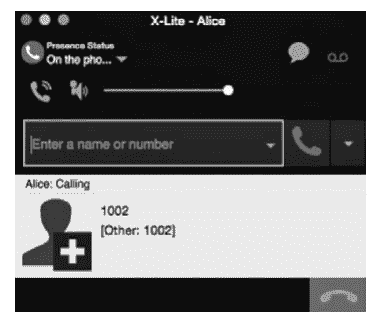 X-Lite - Alice
Presence Status
On the pho...
Enter a name or number
Alice: Calling
1002
[Other: 1002]